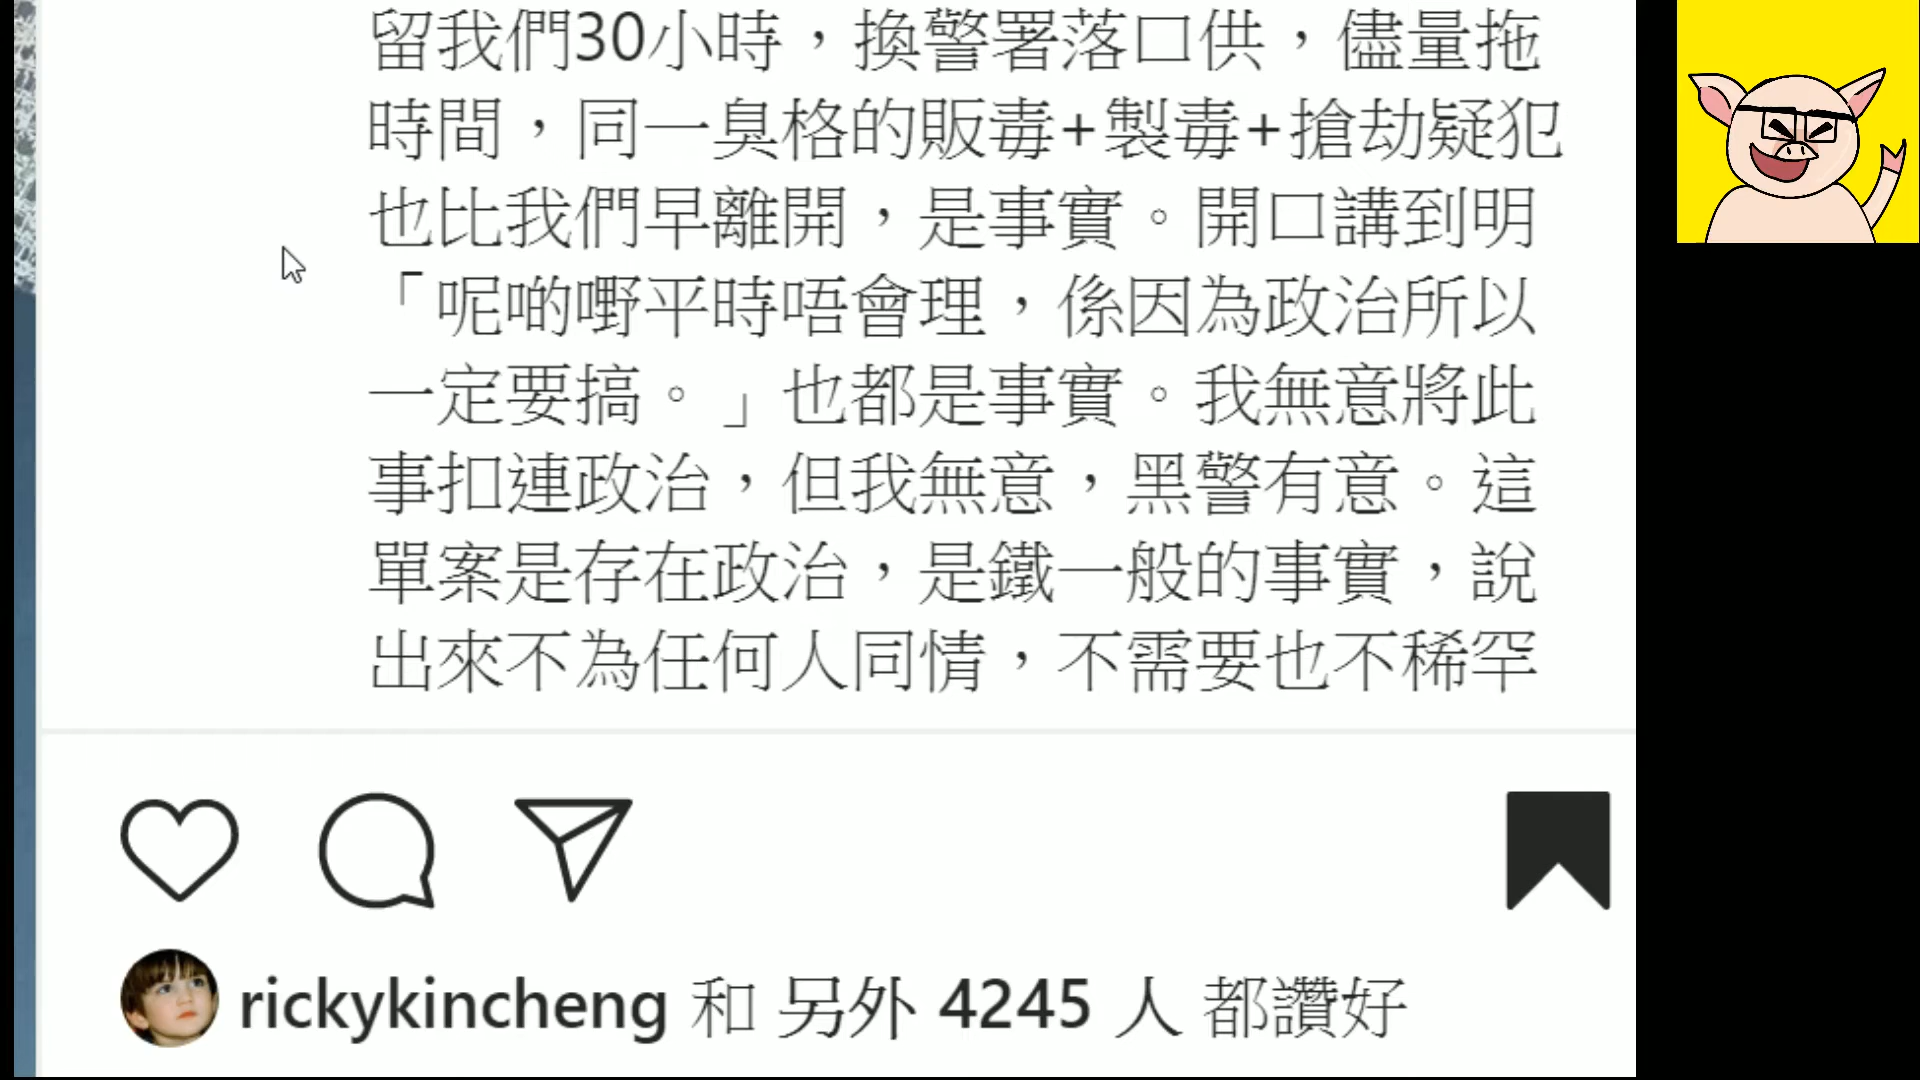 留我們30小時，換警署落口供，儘量拖
時間，同一臭格的販毒+製毒+搶劫疑犯
也比我們早離開，是事實。開口講到明
「呢啲嘢平時唔會理，係因為政治所以
一定要搞。」也都是事實。我無意將此
事扣連政治，但我無意，黑警有意。這
單案是存在政治，是鐵一般的事實，說
出來不為任何人同情，不需要也不稀罕
rickykincheng 和 另外 4245 人 都讚好